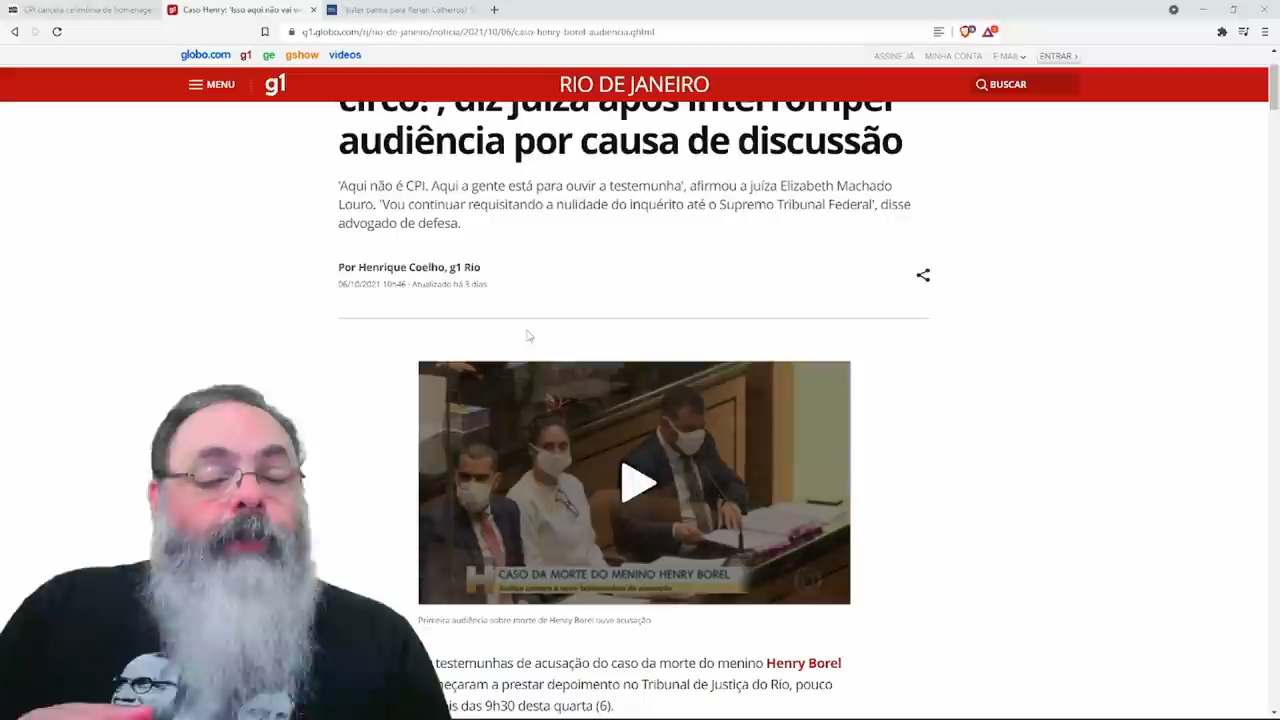 CPI cancela cerimônia de homenage
Caso Henry: 'Isso aqui não vai v
Bater palma para Renan Calheiros?
g1.globo.com/rj/rio-de-janeiro/noticia/2021/10/06/caso-henry-borel-audiencia.ghtml
globo.com g1 ge gshow videos
ASSINE JÁ MINHA CONTA E-MAIL ENTRAR ›
MENU g1 RIO DE JANEIRO BUSCAR
circo!', diz juíza após interromper
audiência por causa de discussão
'Aqui não é CPI. Aqui a gente está para ouvir a testemunha', afirmou a juíza Elizabeth Machado
Louro. 'Vou continuar requisitando a nulidade do inquérito até o Supremo Tribunal Federal', disse
advogado de defesa.
Por Henrique Coelho, g1 Rio
06/10/2021 10h46 · Atualizado há 3 dias
H CASO DA MORTE DO MENINO HENRY BOREL
Primeira audiência sobre morte de Henry Borel ouve acusação
testemunhas de acusação do caso da morte do menino Henry Borel
eçaram a prestar depoimento no Tribunal de Justiça do Rio, pouco
is das 9h30 desta quarta (6).